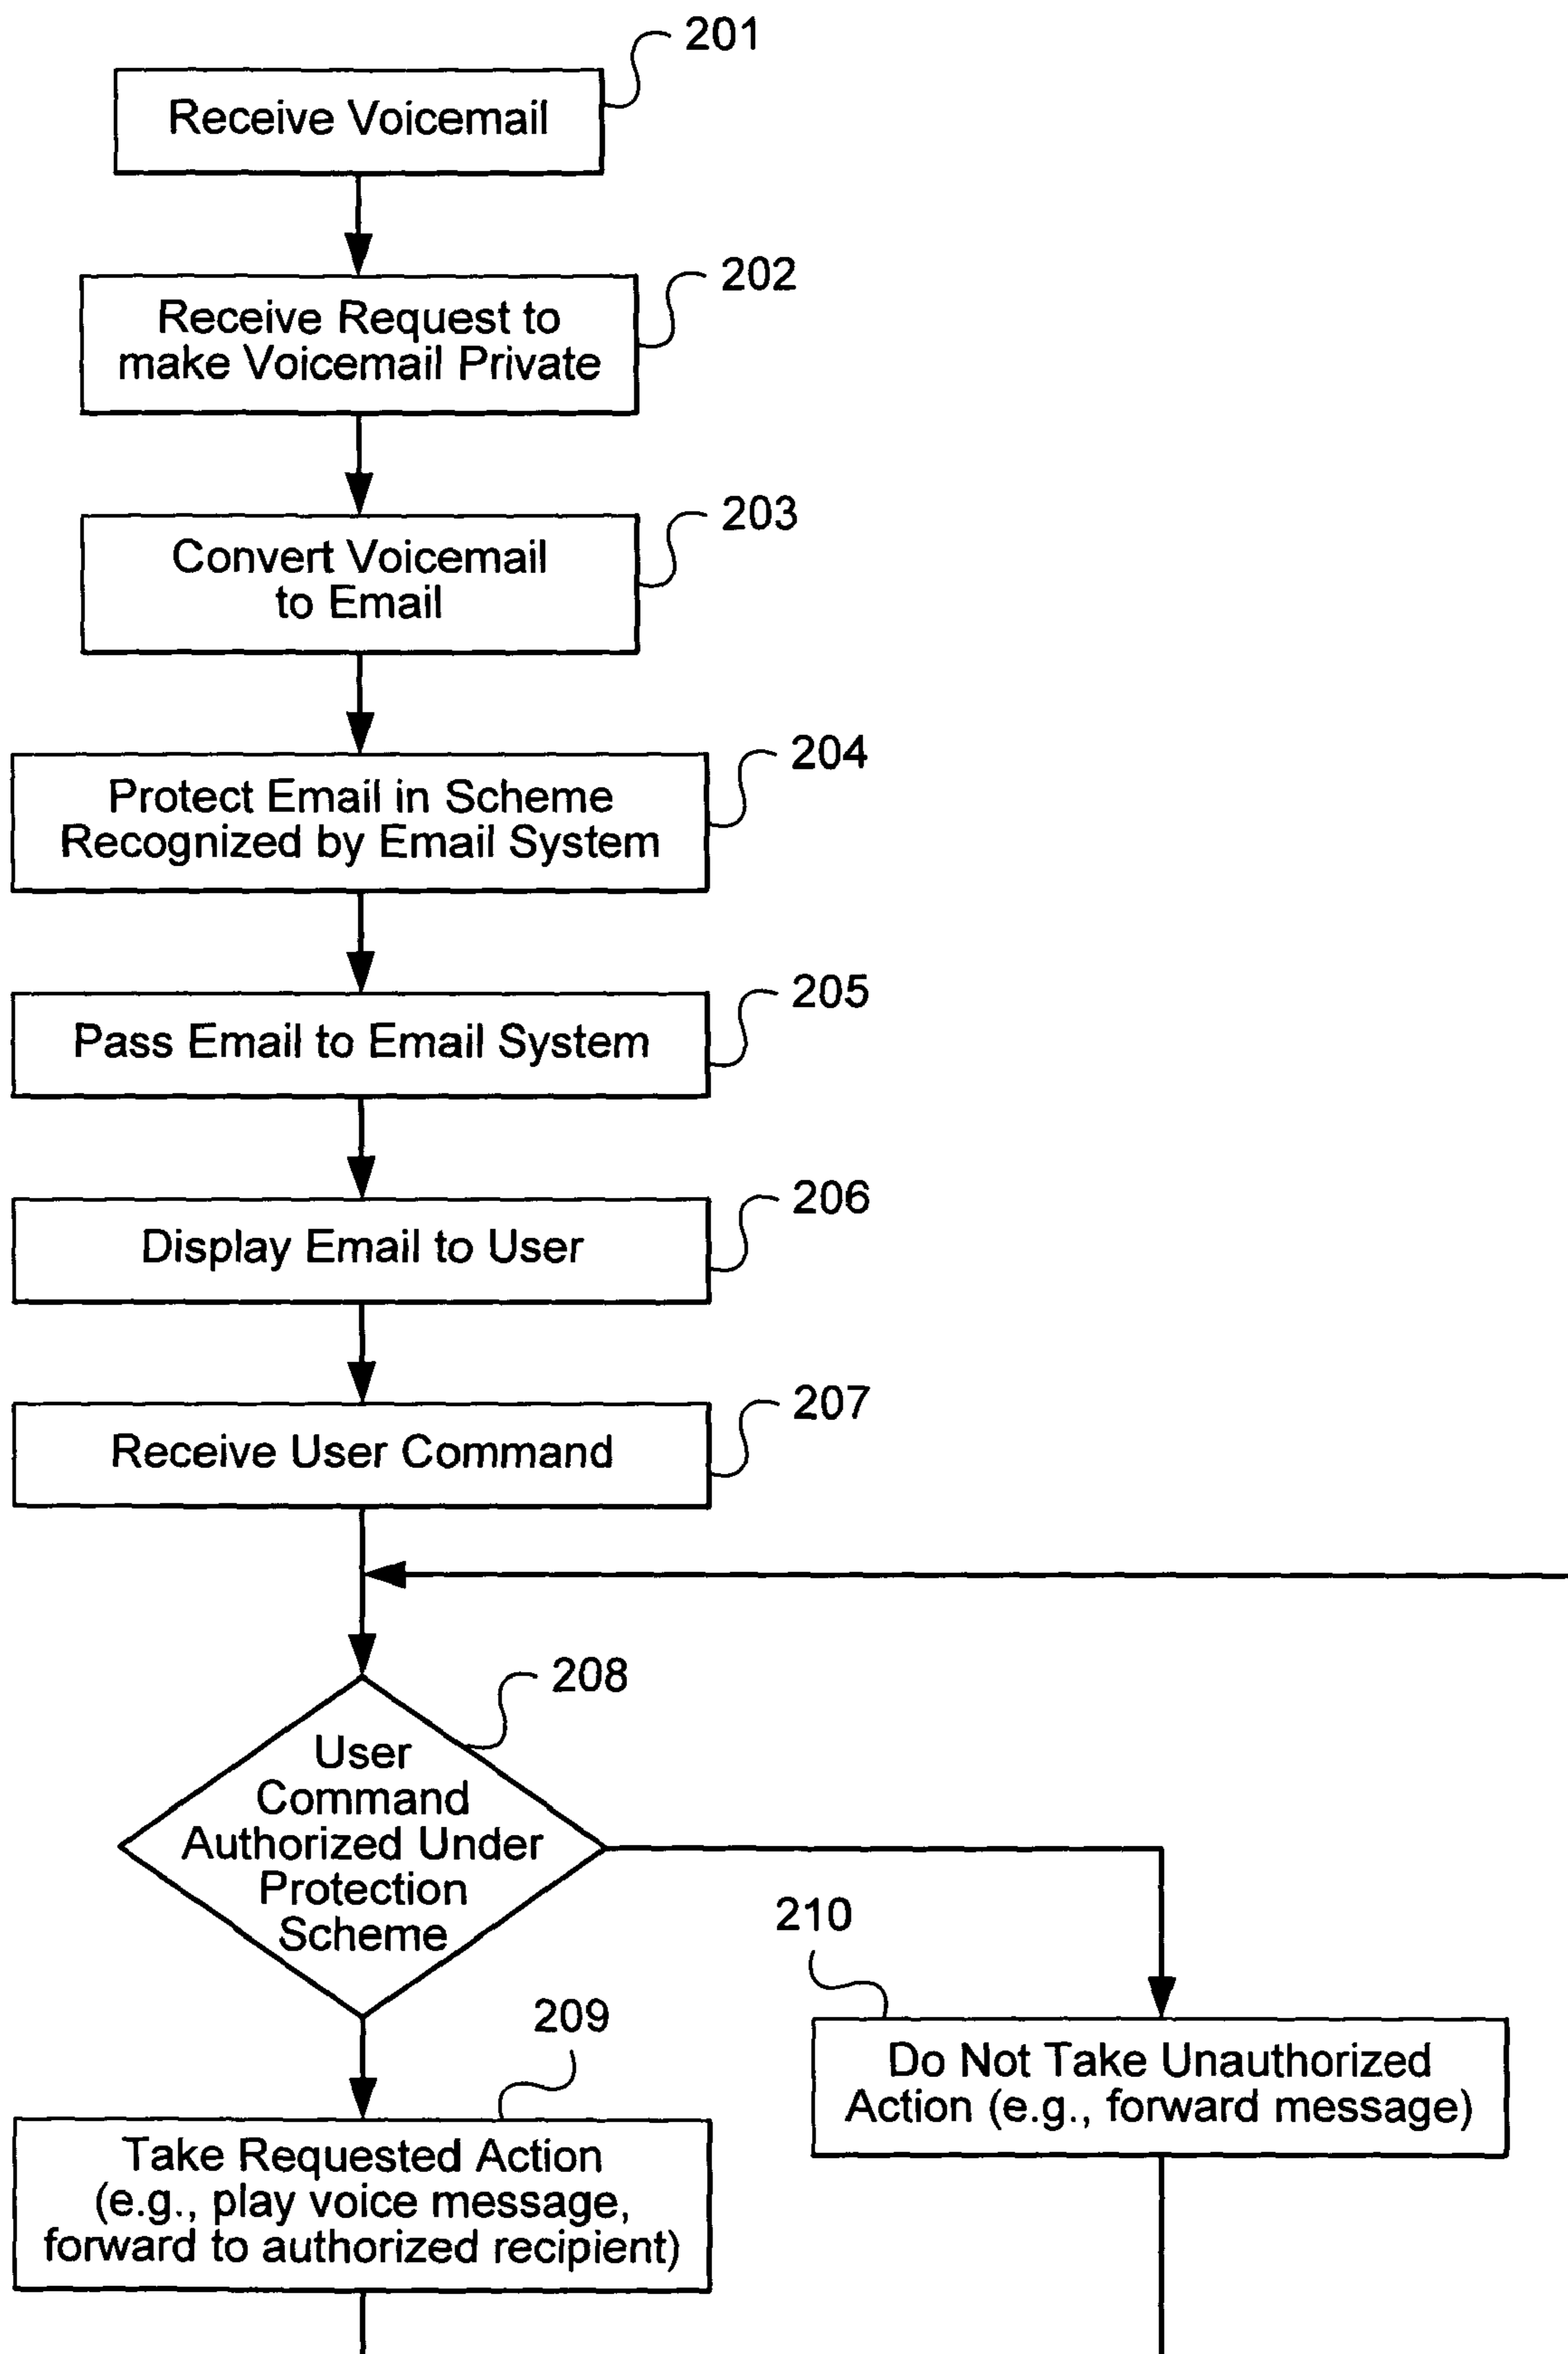 201
Receive Voicemail
202
Receive Request to
make Voicemail Private
203
Convert Voicemail
to Email
204
Protect Email in Scheme
Recognized by Email System
205
Pass Email to Email System
206
Display Email to User
207
Receive User Command
208
User
Command
Authorized Under
Protection
Scheme
210
Do Not Take Unauthorized
Action (e.g., forward message)
209
Take Requested Action
(e.g., play voice message,
forward to authorized recipient)